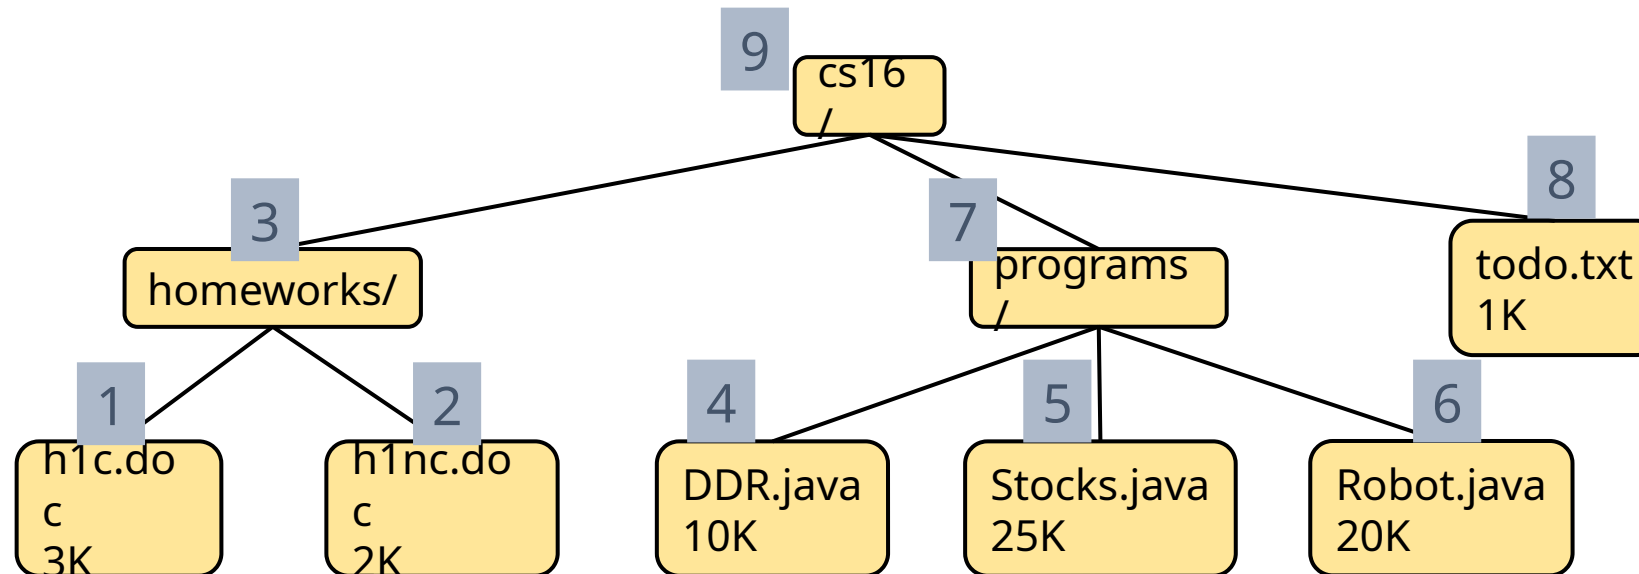 9
cs16
/
8
3
7
homeworks/
programs
/
todo.txt
1K
1
2
4
5
6
h1c.do
c
3K
h1nc.do
c
2K
DDR.java
10K
Stocks.java
25K
Robot.java
20K